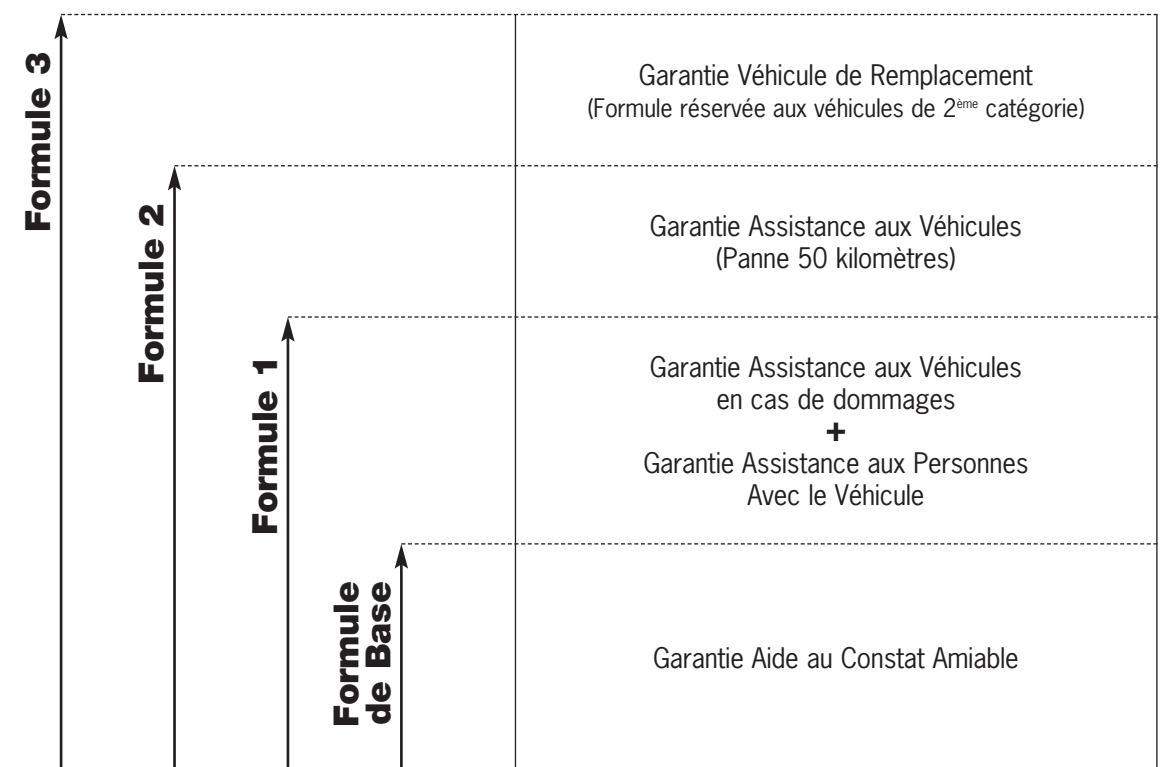 Formule 3
Garantie Véhicule de Remplacement
(Formule réservée aux véhicules de 2ème catégorie)
Formule 2
Garantie Assistance aux Véhicules
(Panne 50 kilomètres)
Formule 1
Garantie Assistance aux Véhicules
en cas de dommages
+
Garantie Assistance aux Personnes
Avec le Véhicule
Formule
de Base
Garantie Aide au Constat Amiable